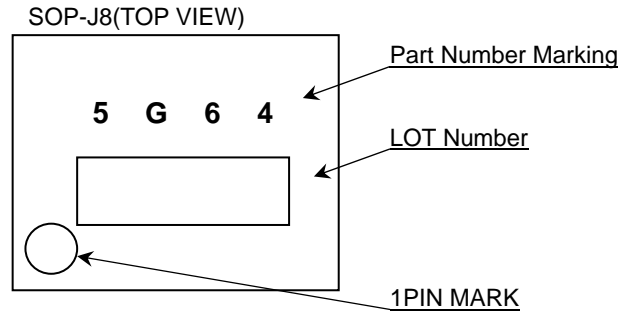 SOP-J8(TOP VIEW)
Part Number Marking
5 G 6 4
LOT Number
1PIN MARK